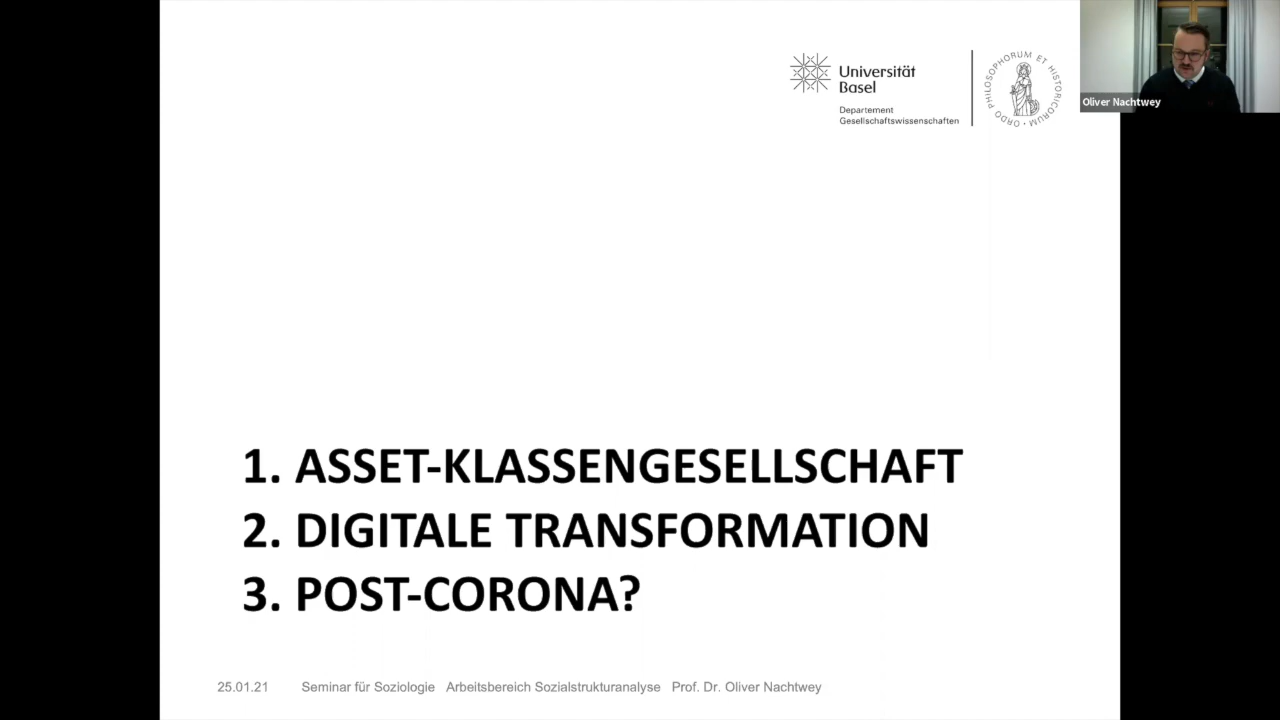 Universität
Basel
Departement
Gesellschaftswissenschaften
ORDO PHILOSOPHORUM ET HISTORICORUM
Oliver Nachtwey
1. ASSET-KLASSENGESELLSCHAFT
2. DIGITALE TRANSFORMATION
3. POST-CORONA?
25.01.21 Seminar für Soziologie Arbeitsbereich Sozialstrukturanalyse Prof. Dr. Oliver Nachtwey